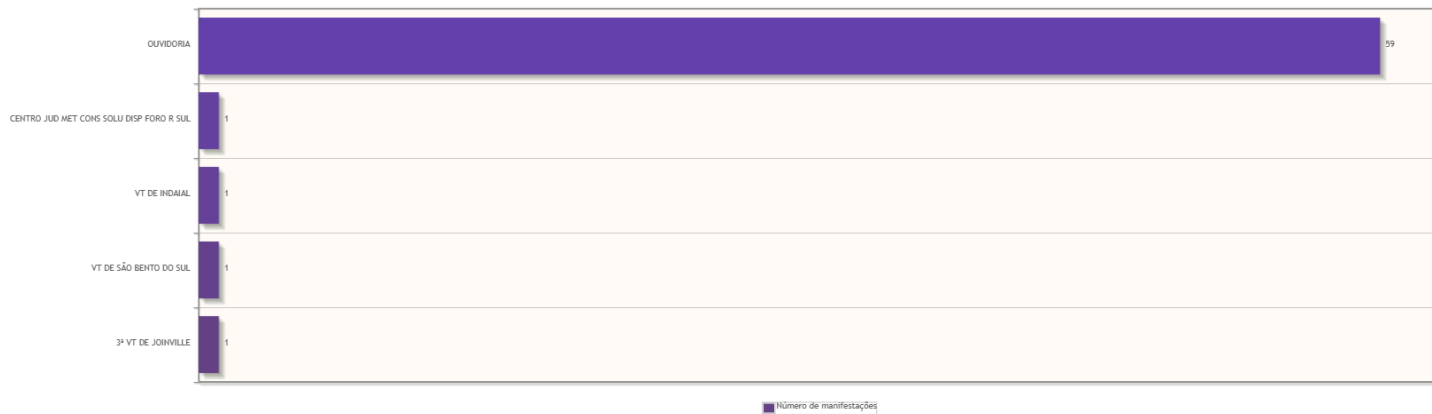 OUVIDORIA
59
CENTRO JUD MET CONS SOLU DISP FORO R SUL
1
VT DE INDAIAL
1
VT DE SÃO BENTO DO SUL
1
3ª VT DE JOINVILLE
1
Número de manifestações